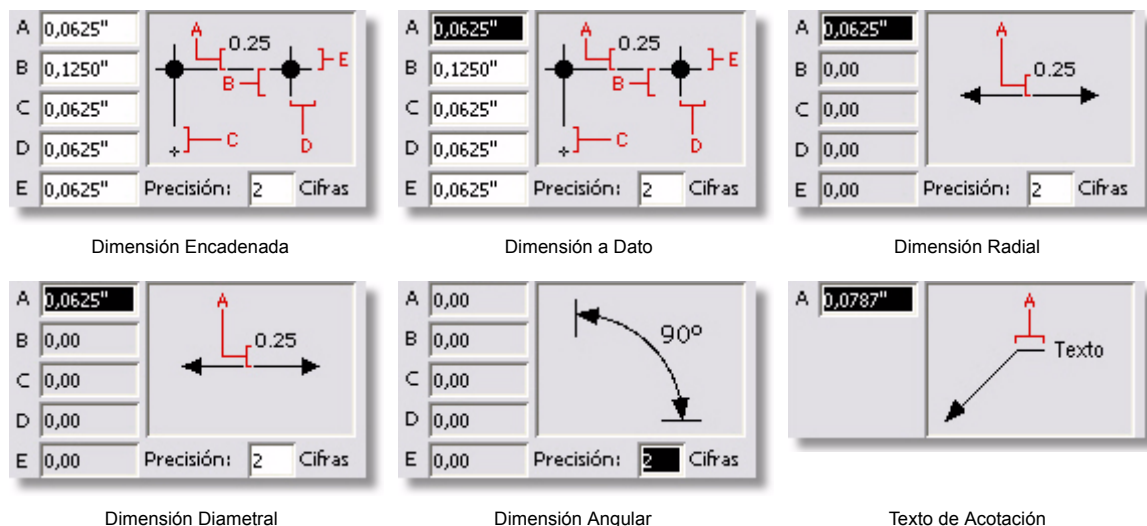 A 0,0625"
B 0,1250"
C 0,0625"
D 0,0625"
E 0,0625"
A
0.25
E
B
C
D
Precisión: 2 Cifras
Dimensión Encadenada
A 0,0625"
B 0,1250"
C 0,0625"
D 0,0625"
E 0,0625"
A
0.25
E
B
C
D
Precisión: 2 Cifras
Dimensión a Dato
A 0,0625"
B 0,00
C 0,00
D 0,00
E 0,00
A
0.25
Precisión: 2 Cifras
Dimensión Radial
A 0,0625"
B 0,00
C 0,00
D 0,00
E 0,00
A
0.25
Precisión: 2 Cifras
Dimensión Diametral
A 0,00
B 0,00
C 0,00
D 0,00
E 0,00
90º
Precisión: 2 Cifras
Dimensión Angular
A 0,0787"
A
Texto
Texto de Acotación